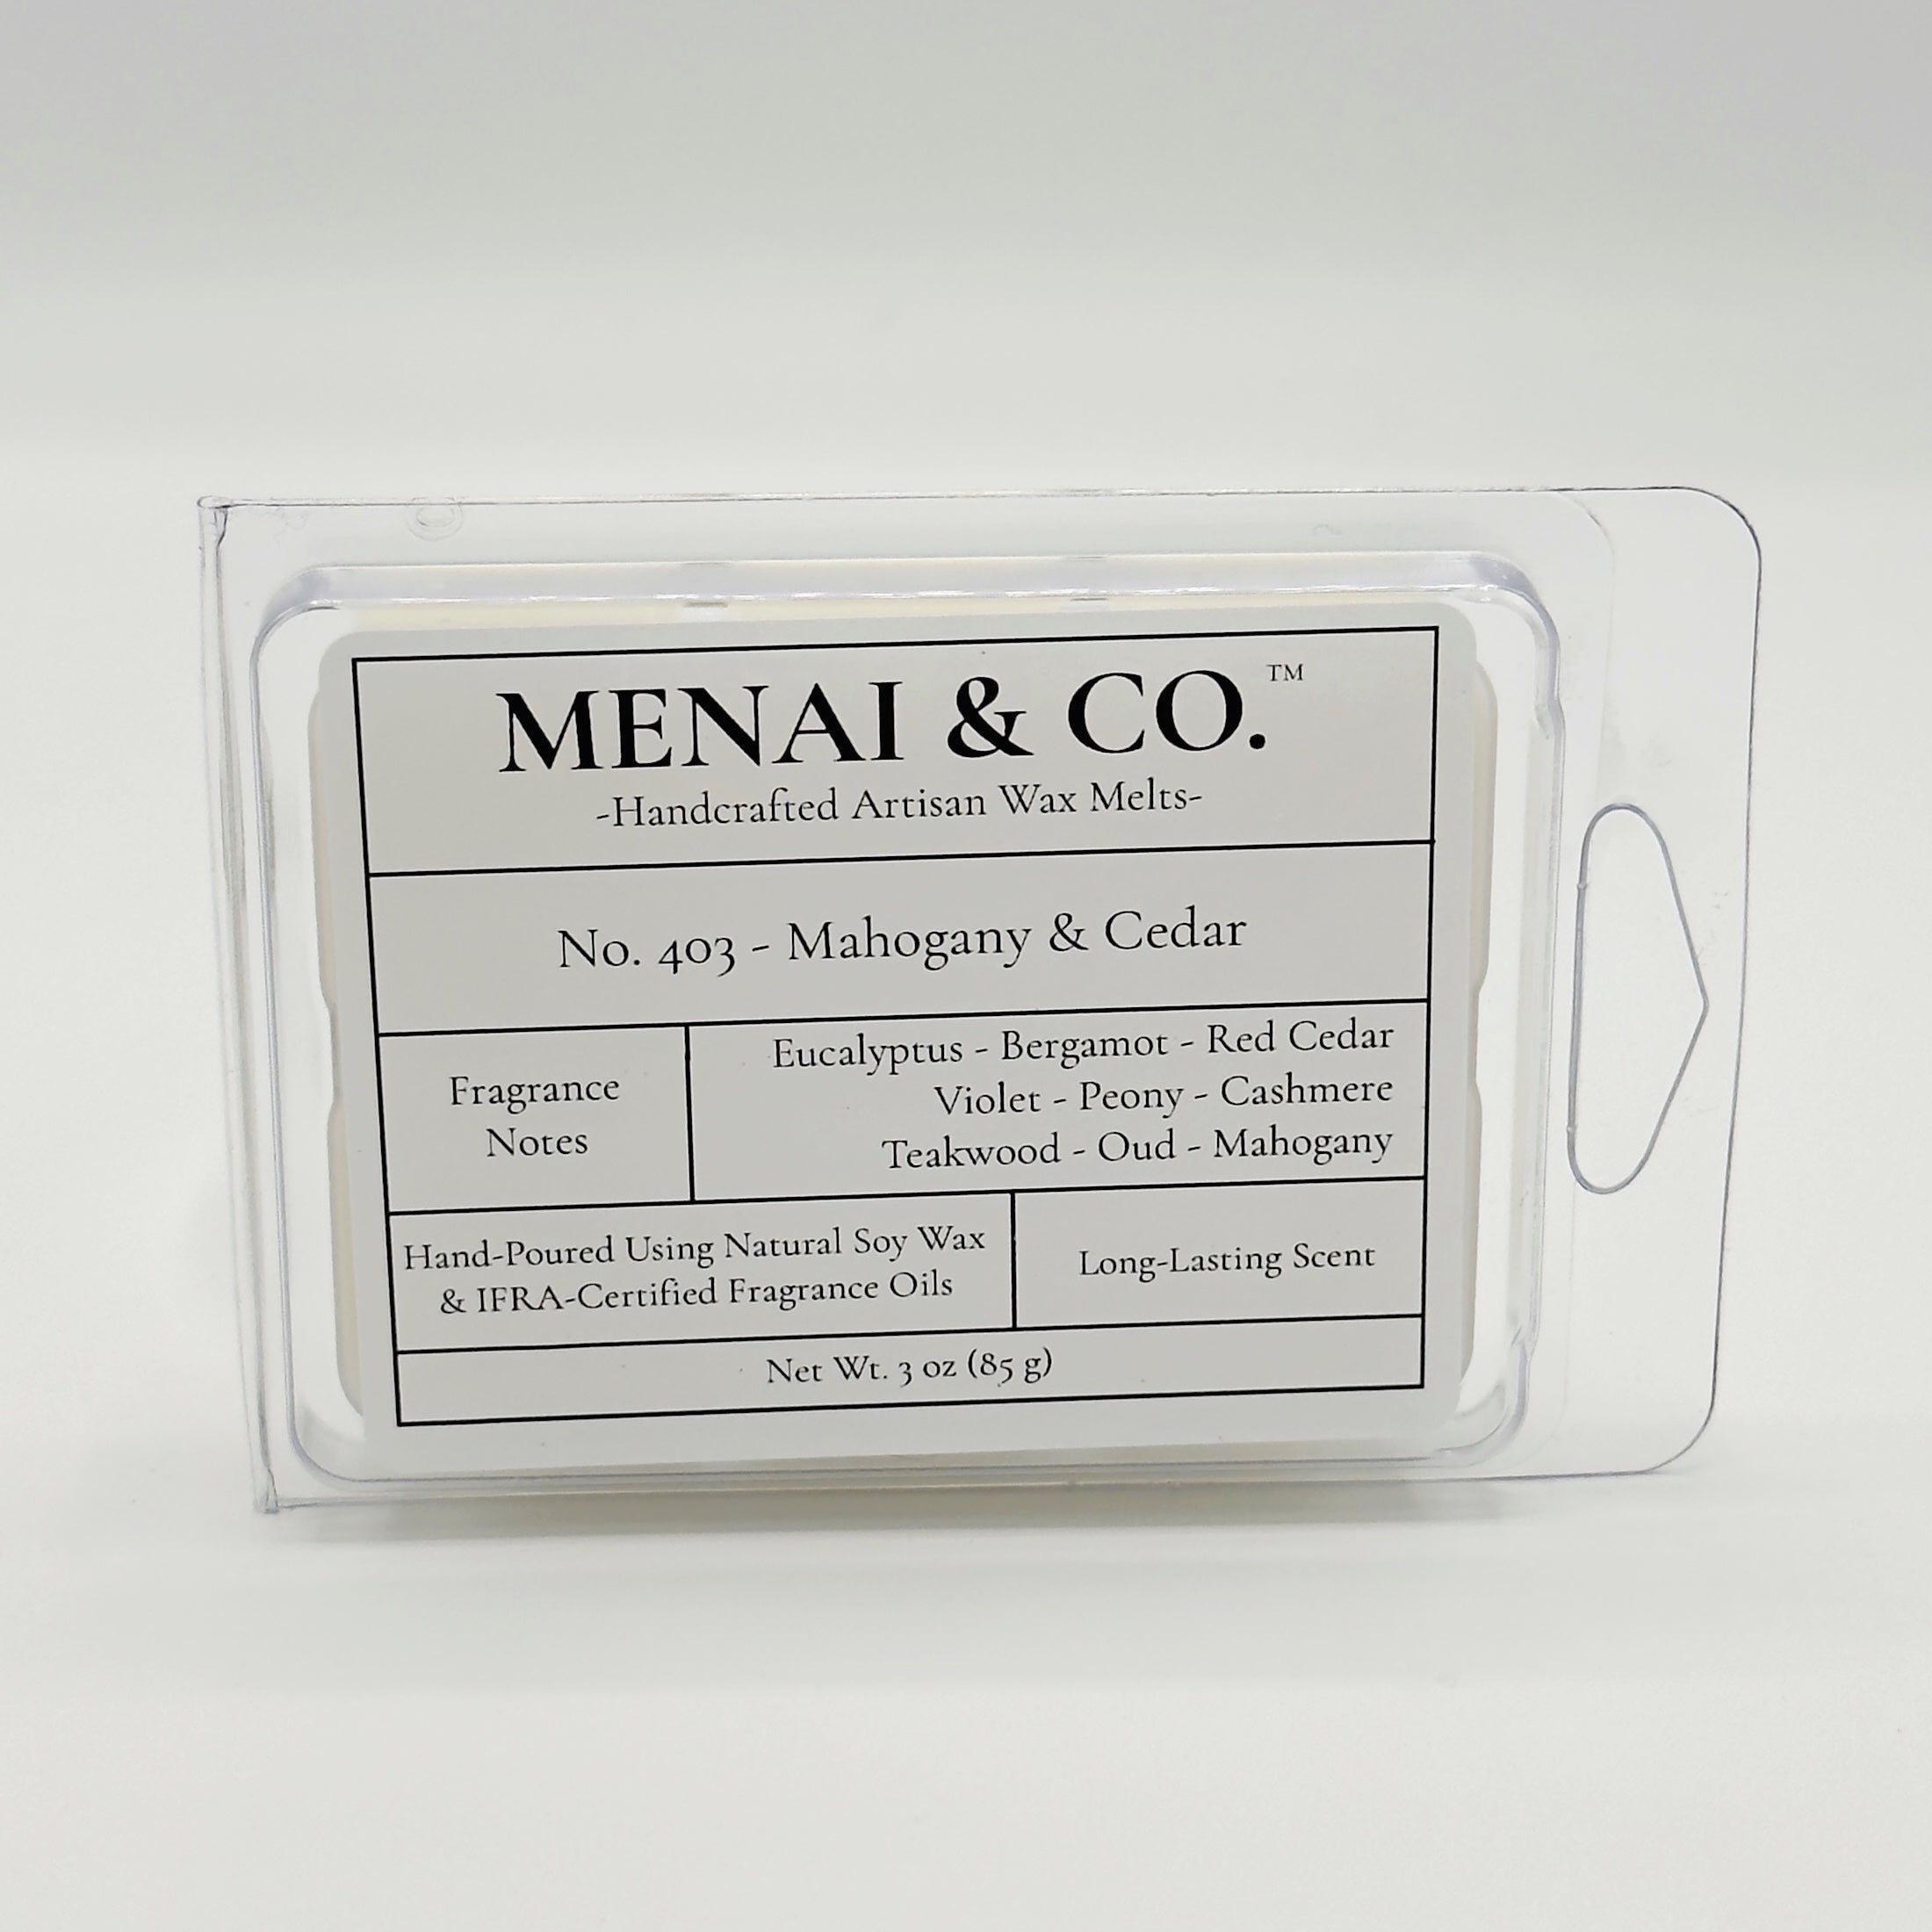 MENAI & CO.™
-Handcrafted Artisan Wax Melts-
No. 403 - Mahogany & Cedar
Fragrance
Notes
Eucalyptus - Bergamot - Red Cedar
Violet - Peony - Cashmere
Teakwood - Oud - Mahogany
Hand-Poured Using Natural Soy Wax
& IFRA-Certified Fragrance Oils
Long-Lasting Scent
Net Wt. 3 oz (85 g)